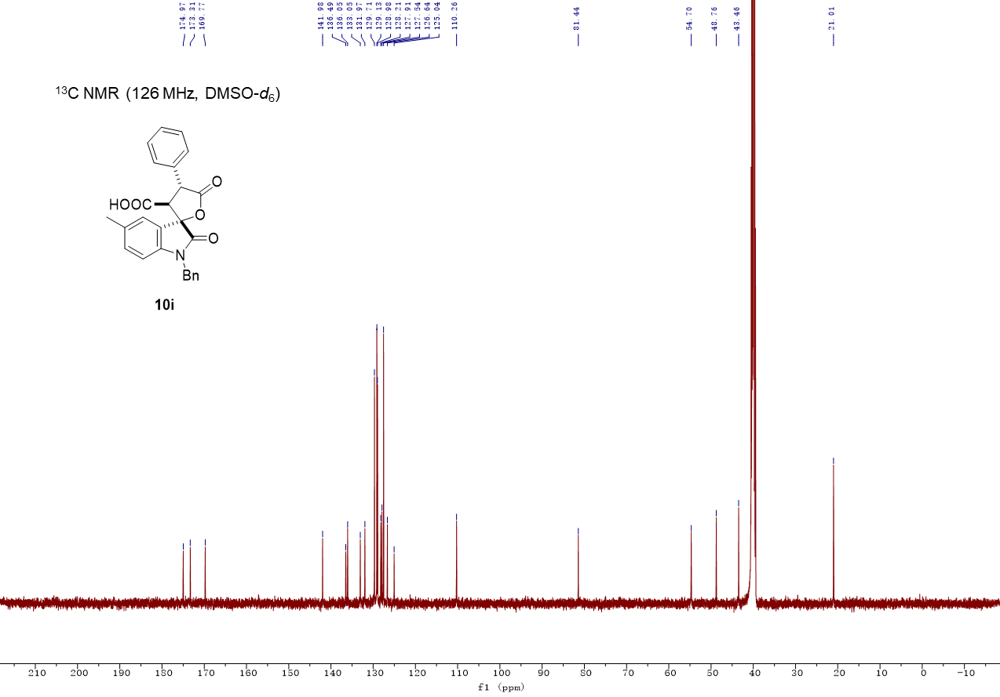 174.97
173.31
169.77
141.98
136.49
136.05
133.05
131.97
129.71
129.13
128.98
128.21
127.91
127.54
126.64
125.04
110.26
81.44
54.70
48.76
43.46
21.01
¹³C NMR (126 MHz, DMSO-d₆)
O
HOOC
O
O
N
Bn
10i
210 200 190 180 170 160 150 140 130 120 110 100 90 80 70 60 50 40 30 20 10 0 −10
f1 (ppm)